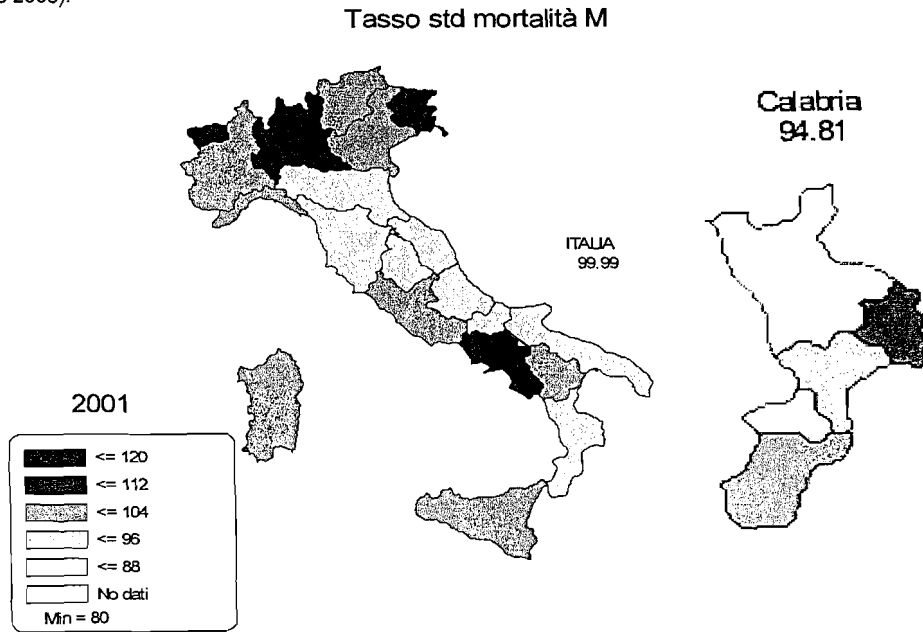 2003).
Tasso std mortalità M
Calabria
94.81
ITALIA
99.99
2001
<= 120
<= 112
<= 104
<= 96
<= 88
No dati
Min = 80